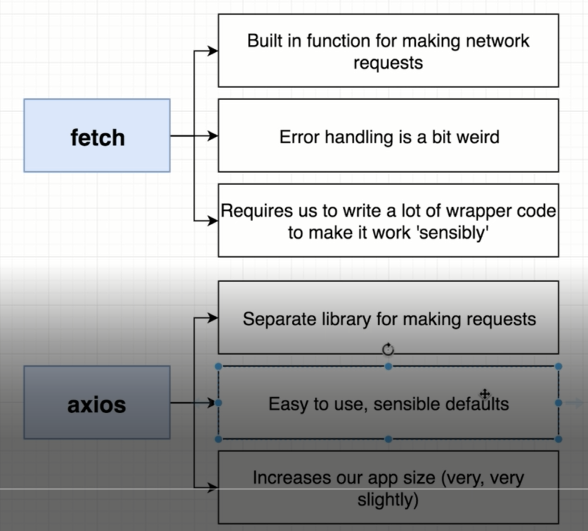 fetch
Built in function for making network
requests
Error handling is a bit weird
Requires us to write a lot of wrapper code
to make it work 'sensibly'
axios
Separate library for making requests
Easy to use, sensible defaults
Increases our app size (very, very
slightly)